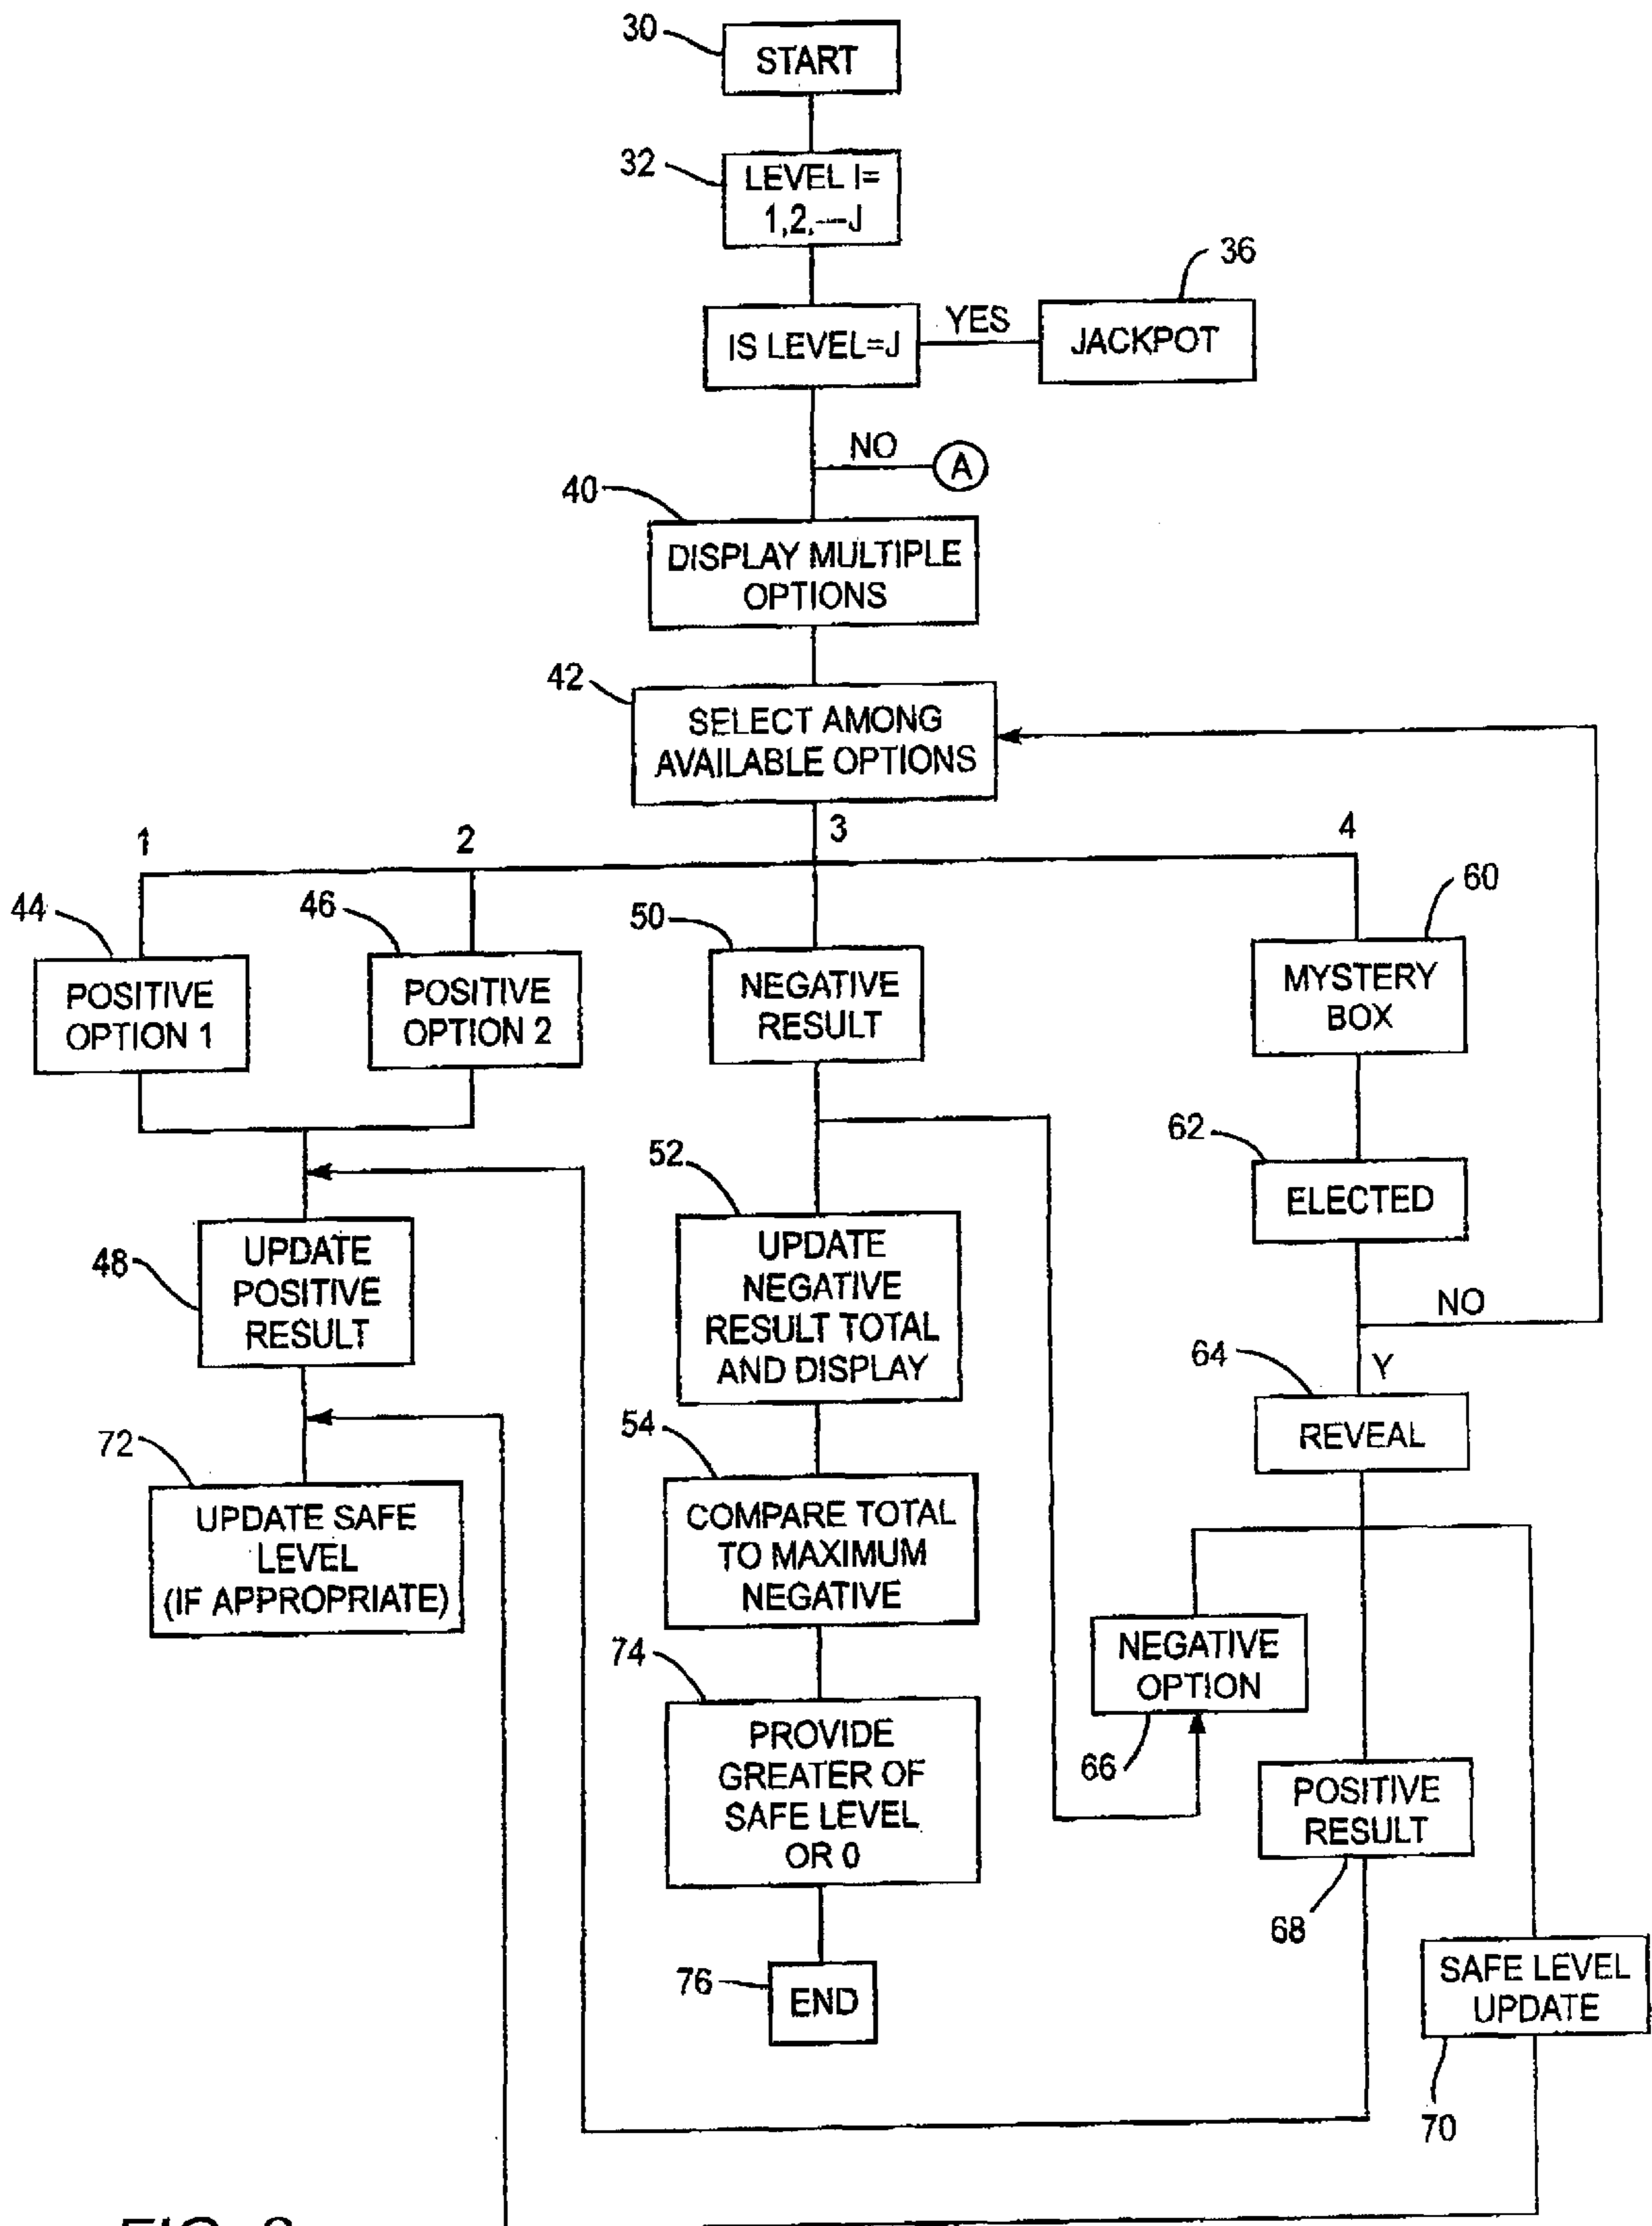 30
START
32
LEVEL I=
1,2,---J
36
IS LEVEL=J
YES
JACKPOT
NO
A
40
DISPLAY MULTIPLE
OPTIONS
42
SELECT AMONG
AVAILABLE OPTIONS
1
2
3
4
44
POSITIVE
OPTION 1
46
POSITIVE
OPTION 2
50
NEGATIVE
RESULT
60
MYSTERY
BOX
62
ELECTED
NO
Y
48
UPDATE
POSITIVE
RESULT
52
UPDATE
NEGATIVE
RESULT TOTAL
AND DISPLAY
64
REVEAL
72
UPDATE SAFE
LEVEL
(IF APPROPRIATE)
54
COMPARE TOTAL
TO MAXIMUM
NEGATIVE
NEGATIVE
OPTION
66
74
PROVIDE
GREATER OF
SAFE LEVEL
OR 0
POSITIVE
RESULT
68
76
END
SAFE LEVEL
UPDATE
70